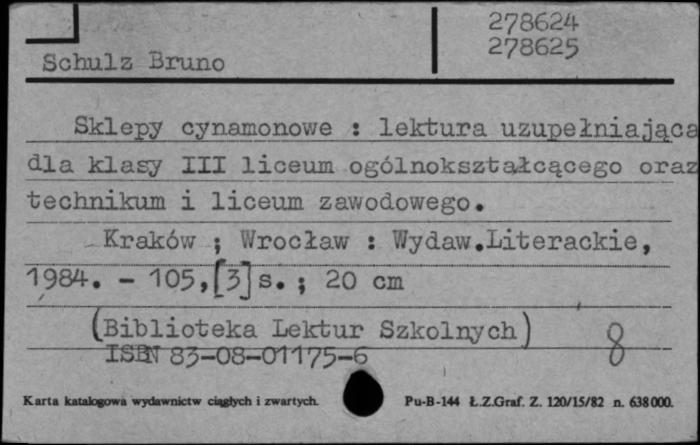 278624
278625
Schulz Bruno
Sklepy cynamonowe : lektura uzupełniająca
dla klasy III liceum ogólnokształcącego oraz
technikum i liceum zawodowego.
Kraków ; Wrocław : Wydaw.Literackie,
1984. - 105,[3] s. ; 20 cm
(Biblioteka Lektur Szkolnych) 8
ISBN 83-08-01175-6
Karta katalogowa wydawnictw ciągłych i zwartych. Pu-B-144 Ł.Z.Graf. Z. 120/15/82 n. 638000.